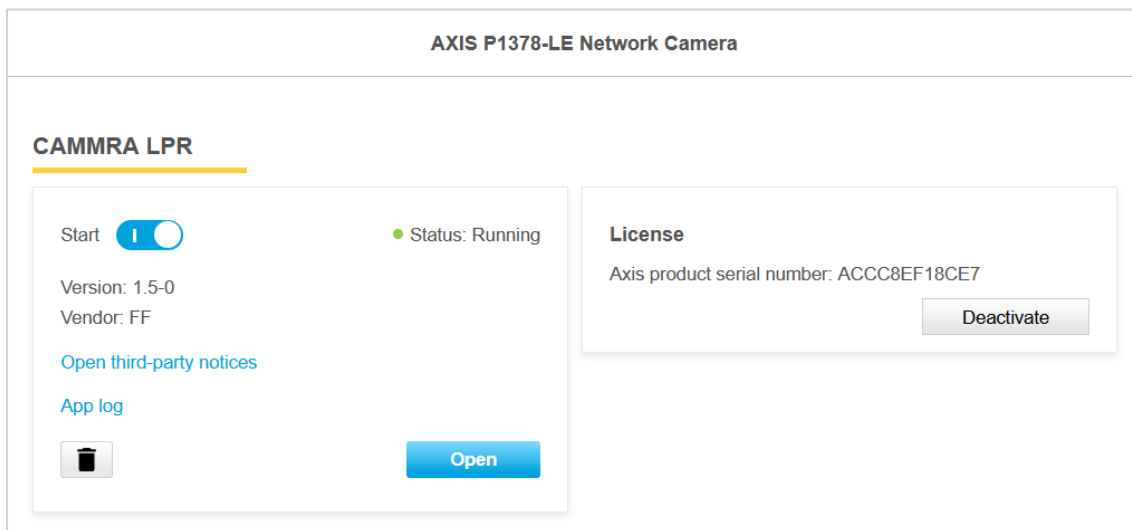 AXIS P1378-LE Network Camera
CAMMRA LPR
Start
Status: Running
Version: 1.5-0
Vendor: FF
Open third-party notices
App log
Open
License
Axis product serial number: ACCC8EF18CE7
Deactivate